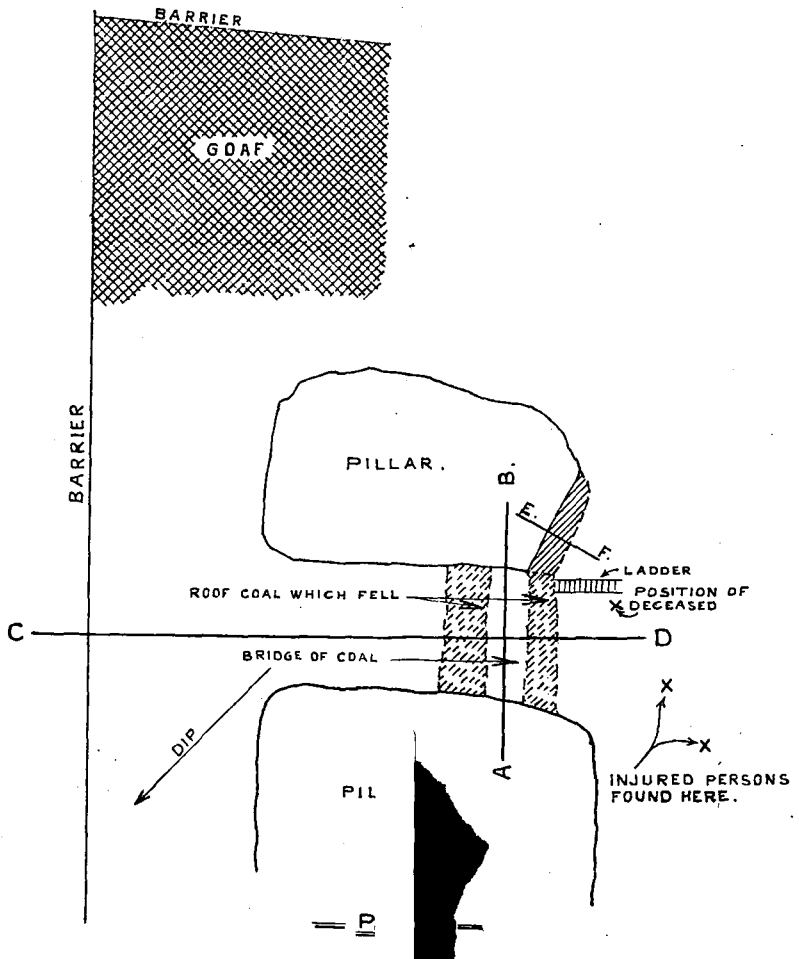 BARRIER
GOAF
BARRIER
PILLAR.
B.
E.
F.
LADDER
ROOF COAL WHICH FELL
POSITION OF
X DECEASED
C
D
BRIDGE OF COAL
X
DIP
X
A
INJURED PERSONS
FOUND HERE.
PIL
P